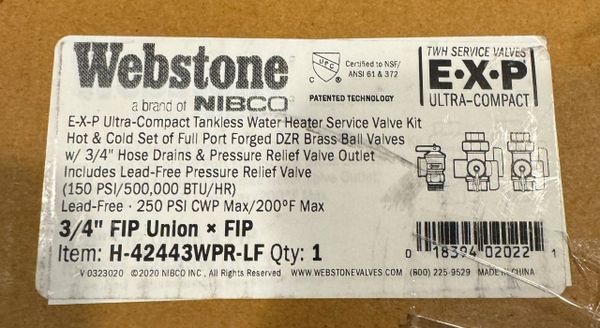 Webstone
a brand of NIBCO
UPC
Certified to NSF/
ANSI 61 & 372
PATENTED TECHNOLOGY
TWH SERVICE VALVES
E•X•P
ULTRA-COMPACT
E-X-P Ultra-Compact Tankless Water Heater Service Valve Kit
Hot & Cold Set of Full Port Forged DZR Brass Ball Valves
w/ 3/4" Hose Drains & Pressure Relief Valve Outlet
Includes Lead-Free Pressure Relief Valve
(150 PSI/500,000 BTU/HR)
Lead-Free · 250 PSI CWP Max/200°F Max
3/4" FIP Union × FIP
Item: H-42443WPR-LF Qty: 1
0 18394 02022 1
V 0323020 ©2020 NIBCO INC., All Rights Reserved WWW.WEBSTONEVALVES.COM (800) 225-9529 MADE IN CHINA